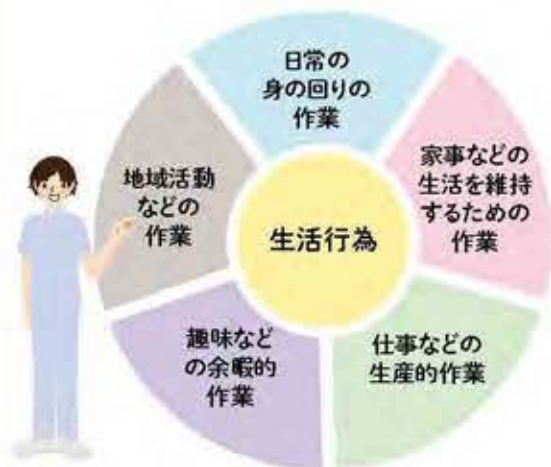 日常の
身の回りの
作業
家事などの
生活を維持
するための
作業
仕事などの
生産的作業
趣味など
の余暇的
作業
地域活動
などの
作業
生活行為